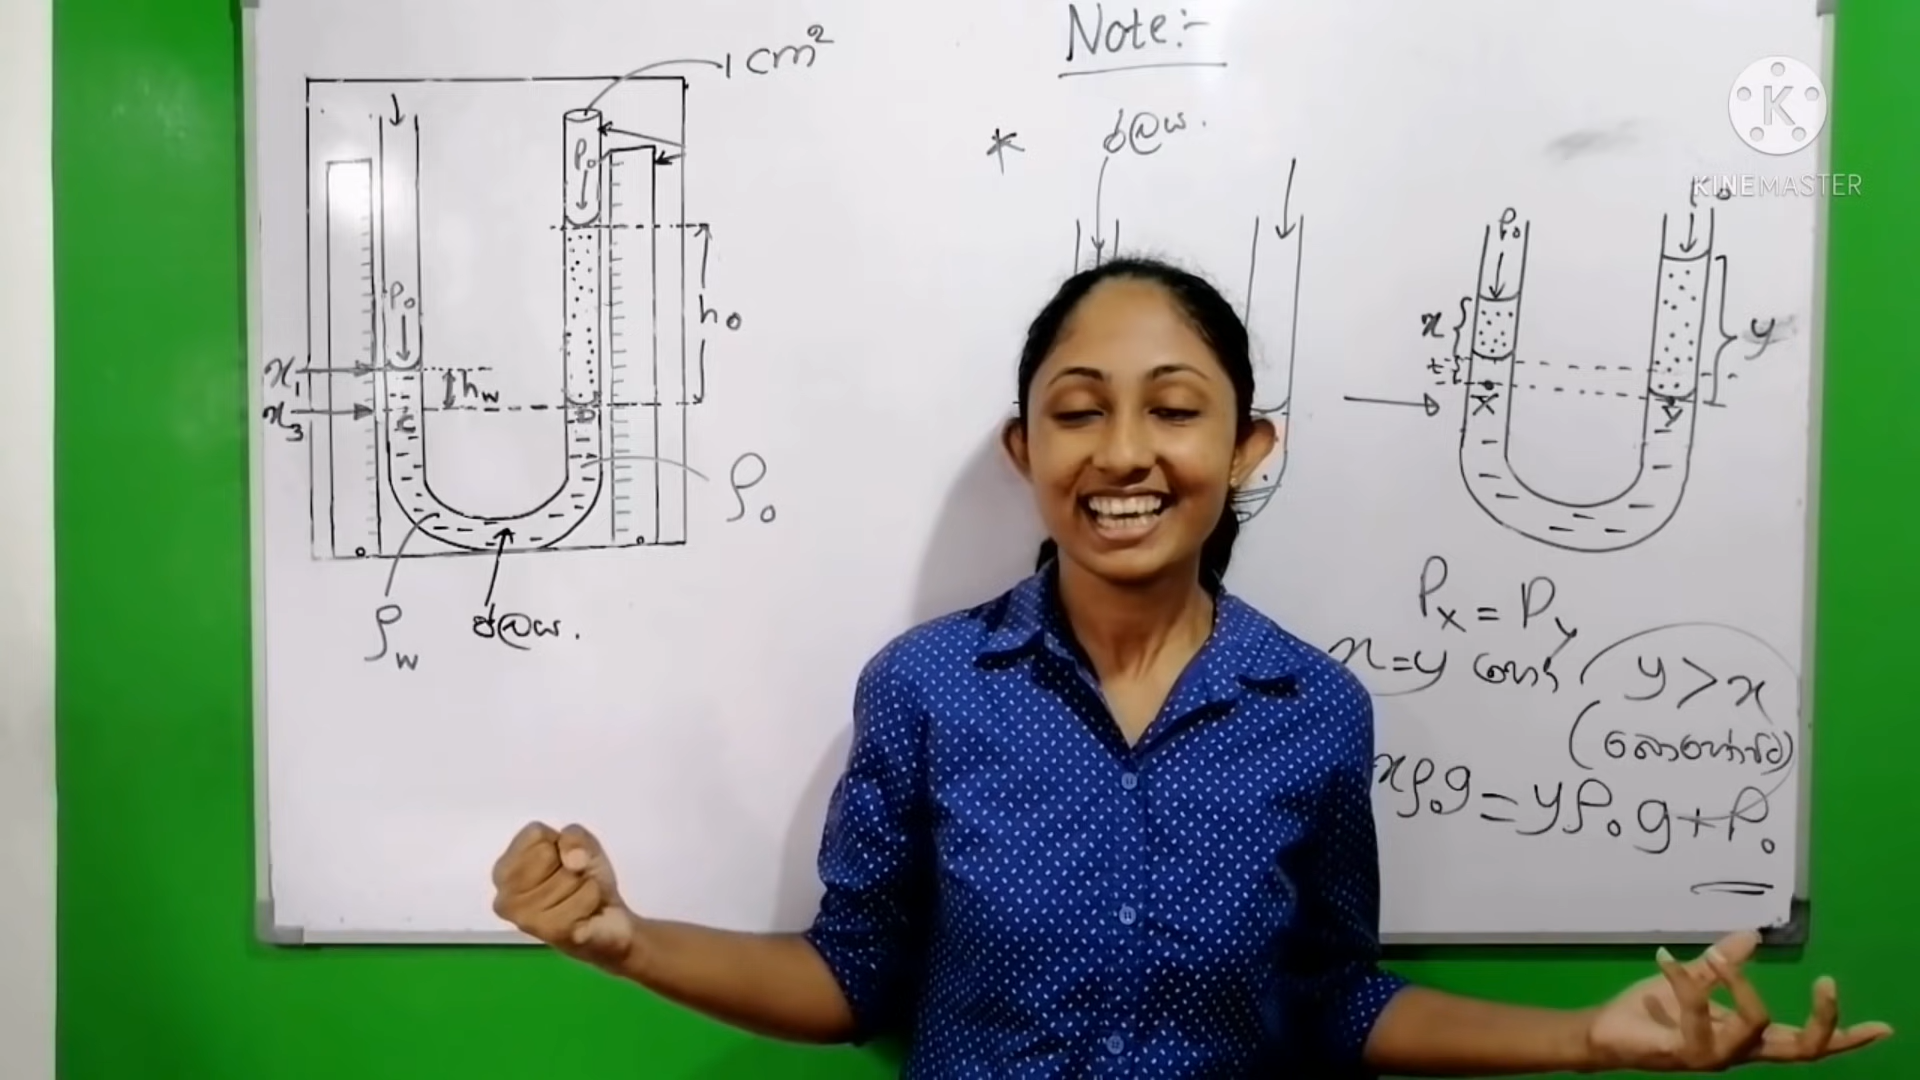 1 cm²
P₀
P₀
x₁
x₃
h_w
h₀
C
D
ρ₀
ρ_w
ජලය.
Note:-
* ජලය.
K
KINEMASTER
P₀
x
t
X
y
Y
P_X = P_Y
x=y නොවේ
y > x
xρ₀g = yρ₀g + P₀